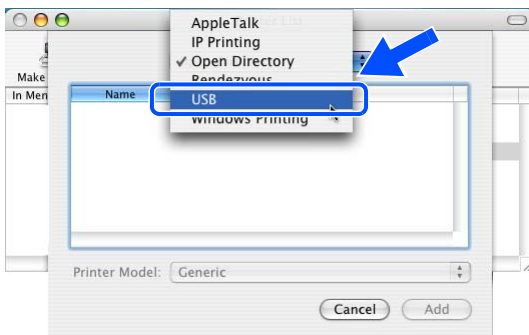 AppleTalk
IP Printing
Open Directory
Rendezvous
USB
Windows Printing
Make
In Men
Name
Printer Model: Generic
Cancel Add